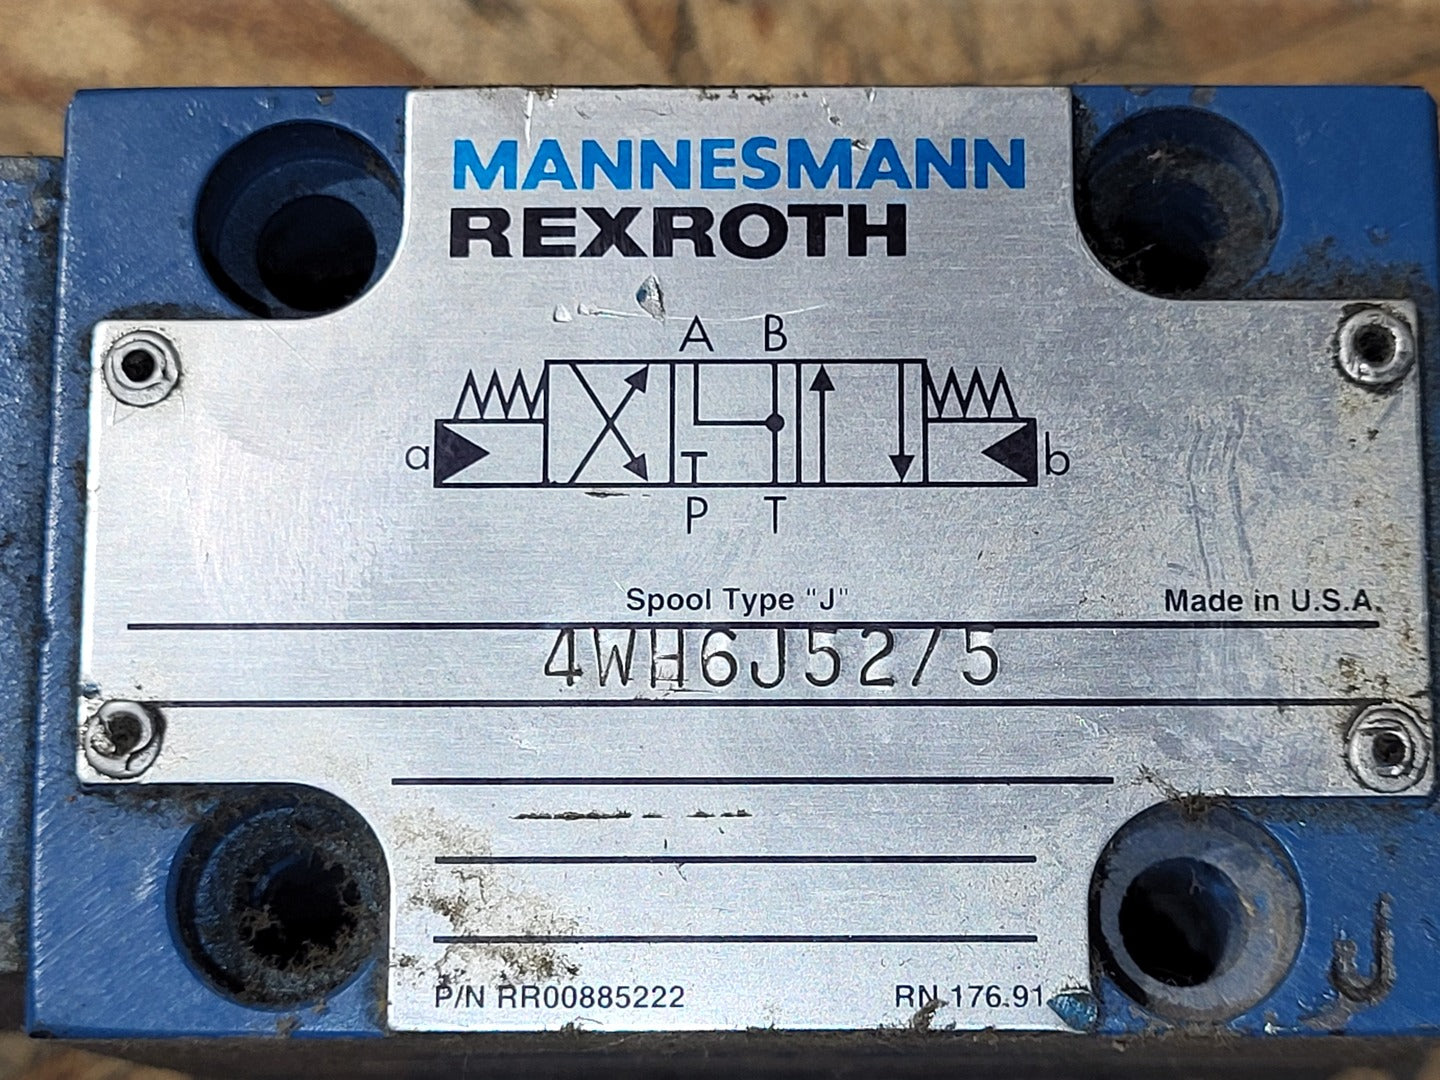 MANNESMANN
REXROTH
A B
a b
P T
Spool Type "J" Made in U.S.A.
4WH6J52/5
P/N RR00885222 RN 176.91
J